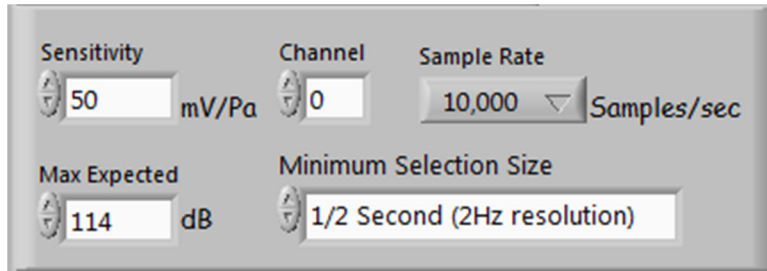 Sensitivity
50 mV/Pa
Channel
0
Sample Rate
10,000 Samples/sec
Max Expected
114 dB
Minimum Selection Size
1/2 Second (2Hz resolution)